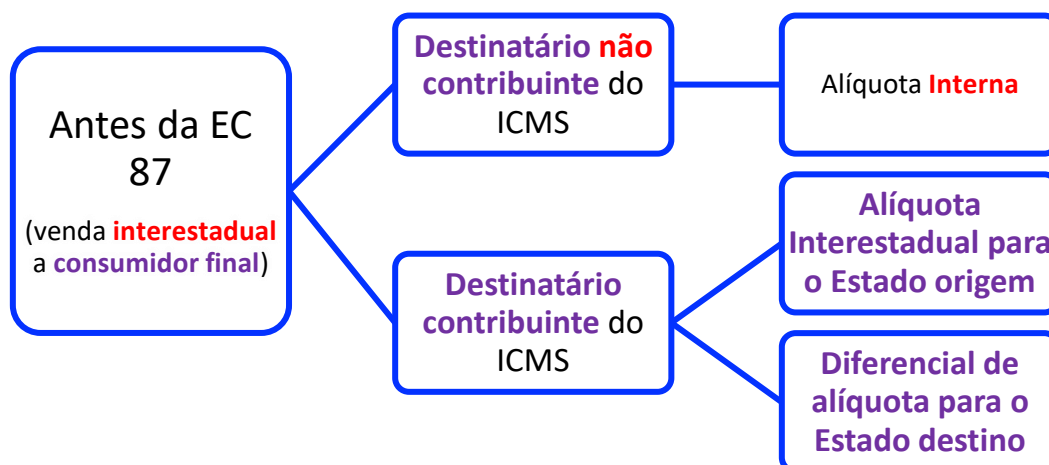 Antes da EC
87
(venda interestadual
a consumidor final)
Destinatário não
contribuinte do
ICMS
Alíquota Interna
Destinatário
contribuinte do
ICMS
Alíquota
Interestadual para
o Estado origem
Diferencial de
alíquota para o
Estado destino